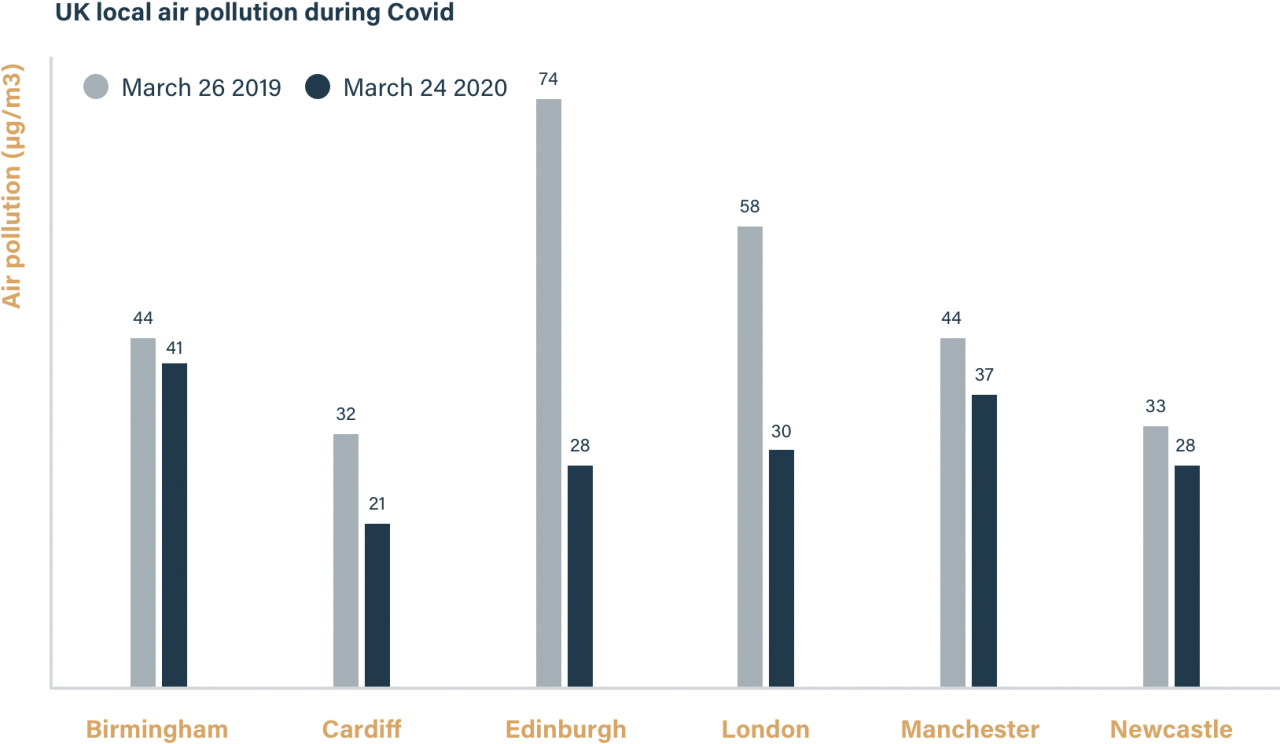 UK local air pollution during Covid
Air pollution (µg/m3)
March 26 2019
March 24 2020
44
41
32
21
74
28
58
30
44
37
33
28
Birmingham
Cardiff
Edinburgh
London
Manchester
Newcastle